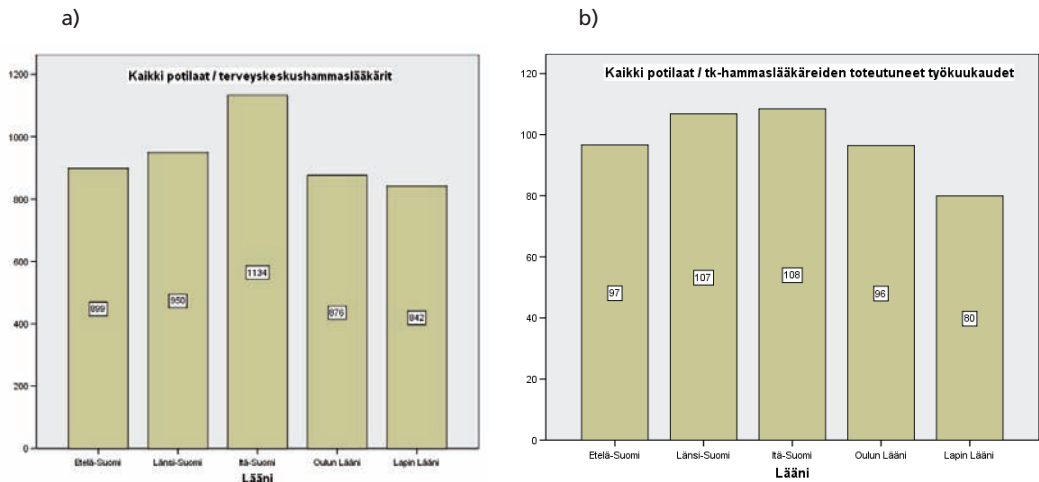 a)
Kaikki potilaat / terveyskeskushammaslääkärit
1200
1000
800
600
400
200
0
899
950
1134
876
842
Etelä-Suomi
Länsi-Suomi
Itä-Suomi
Oulun Lääni
Lapin Lääni
Lääni
b)
Kaikki potilaat / tk-hammaslääkäreiden toteutuneet työkuukaudet
120
100
80
60
40
20
0
97
107
108
96
80
Etelä-Suomi
Länsi-Suomi
Itä-Suomi
Oulun Lääni
Lapin Lääni
Lääni